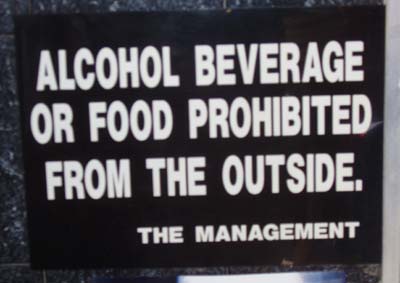 ALCOHOL BEVERAGE
OR FOOD PROHIBITED
FROM THE OUTSIDE.
THE MANAGEMENT